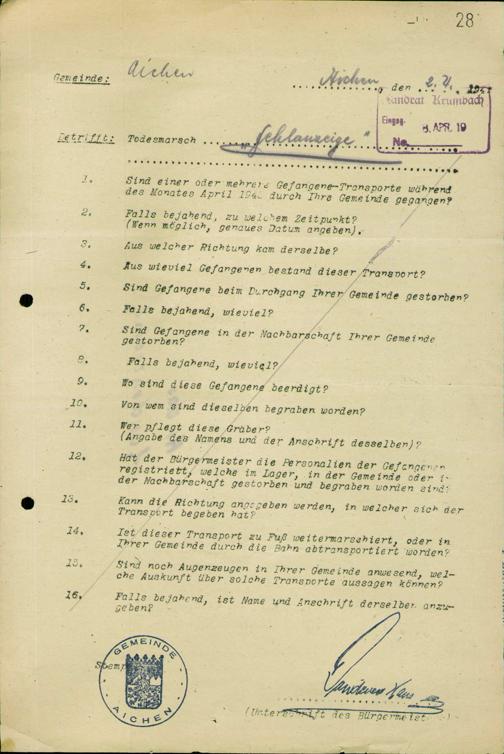 28
Gemeinde: Aichen
Aichen, den 2. 4. 194
Landrat Krumbach
Eingeg. 8. APR. 19
No.
Betrifft: Todesmarsch "Fehlanzeige"
1. Sind einer oder mehrere Gefangene-Transporte während
des Monates April 194 durch Ihre Gemeinde gegangen?
2. Falls bejahend, zu welchem Zeitpunkt?
(Wenn möglich, genaues Datum angeben).
3. Aus welcher Richtung kam derselbe?
4. Aus wieviel Gefangenen bestand dieser Transport?
5. Sind Gefangene beim Durchgang Ihrer Gemeinde gestorben?
6. Falls bejahend, wieviel?
7. Sind Gefangene in der Nachbarschaft Ihrer Gemeinde
gestorben?
8. Falls bejahend, wieviel?
9. Wo sind diese Gefangene beerdigt?
10. Von wem sind dieselben begraben worden?
11. Wer pflegt diese Gräber?
(Angabe des Namens und der Anschrift desselben)?
12. Hat der Bürgermeister die Personalien der Gefangenen
registriett, welche im Lager, in der Gemeinde oder i
der Nachbarschaft gestorben und begraben worden sind?
13. Kann die Richtung angegeben werden, in welcher sich der
Transport begeben hat?
14. Ist dieser Transport zu Fuß weitermarschiert, oder in
Ihrer Gemeinde durch die Bahn abtransportiert worden?
15. Sind noch Augenzeugen in Ihrer Gemeinde anwesend, wel-
che Auskunft über solche Transporte aussagen können?
16. Falls bejahend, ist Name und Anschrift derselben anzu-
geben?
Stemp
GEMEINDE
AICHEN
(Unterschrift des Bürgermeist